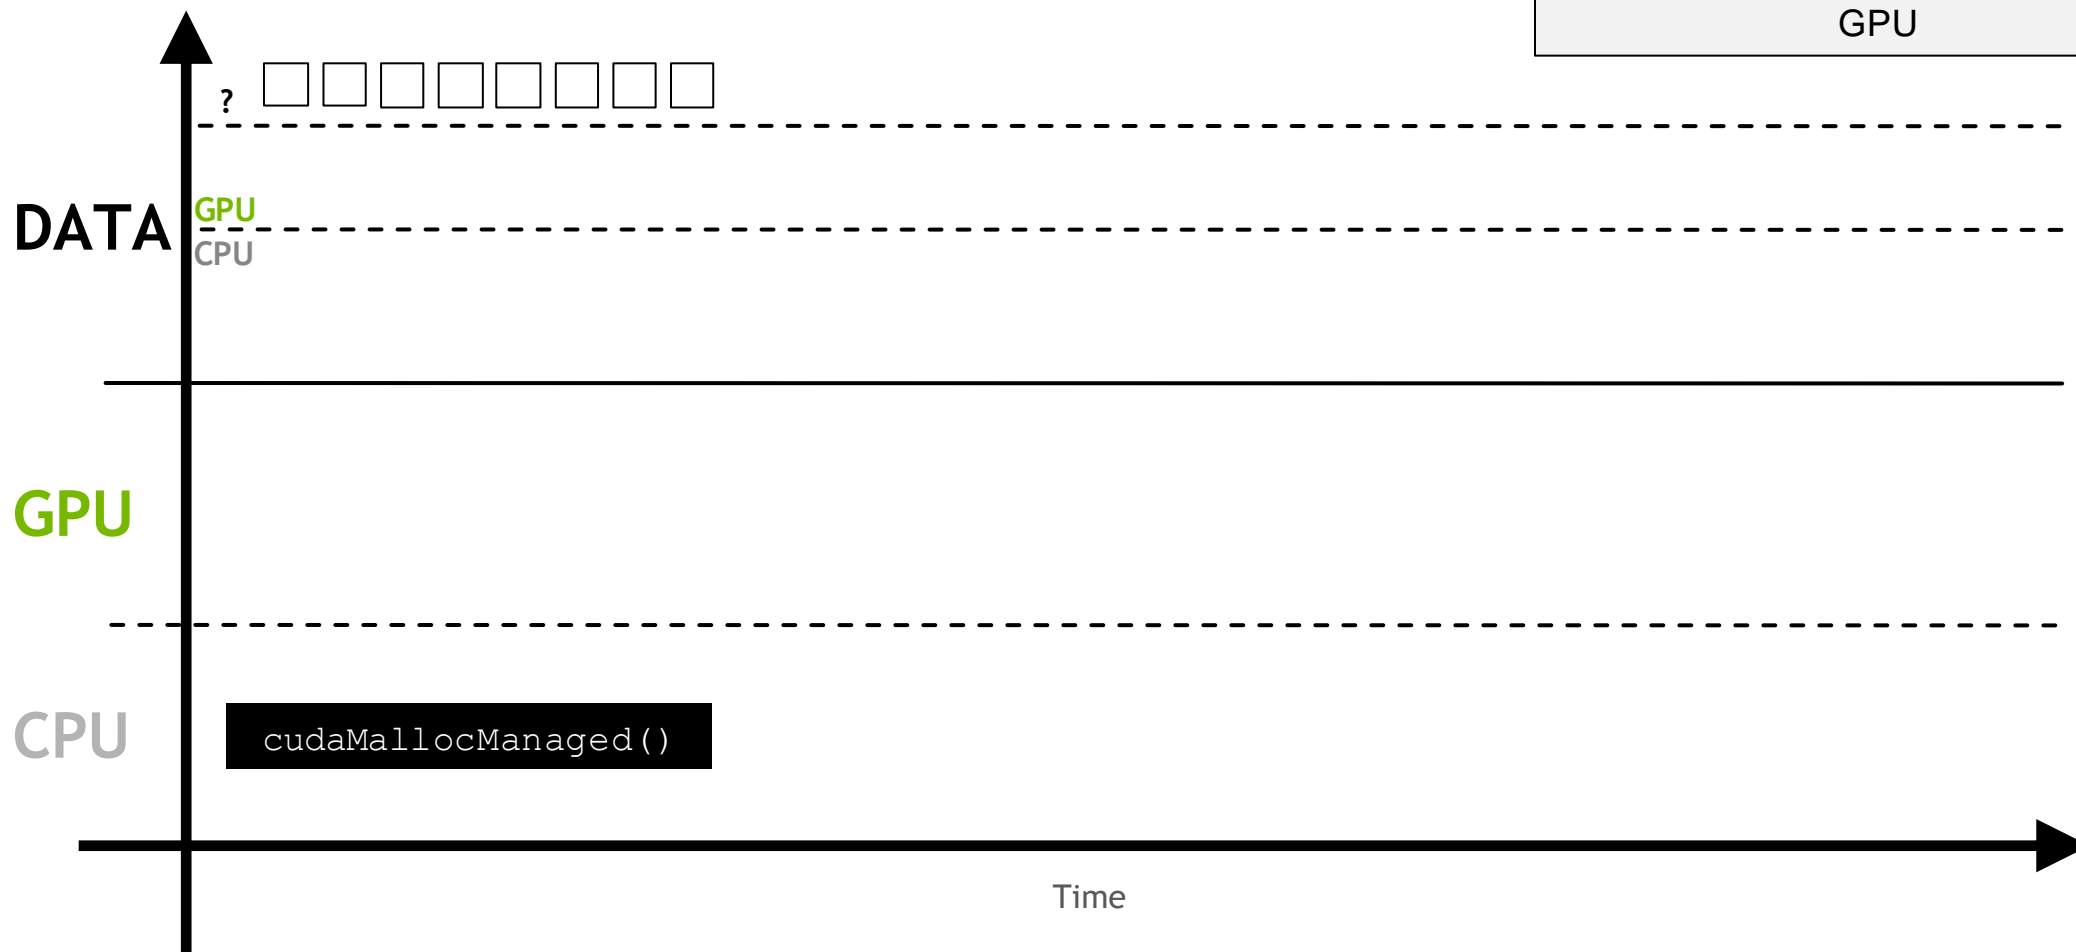 GPU
?
DATA
GPU
CPU
GPU
CPU
cudaMallocManaged()
Time